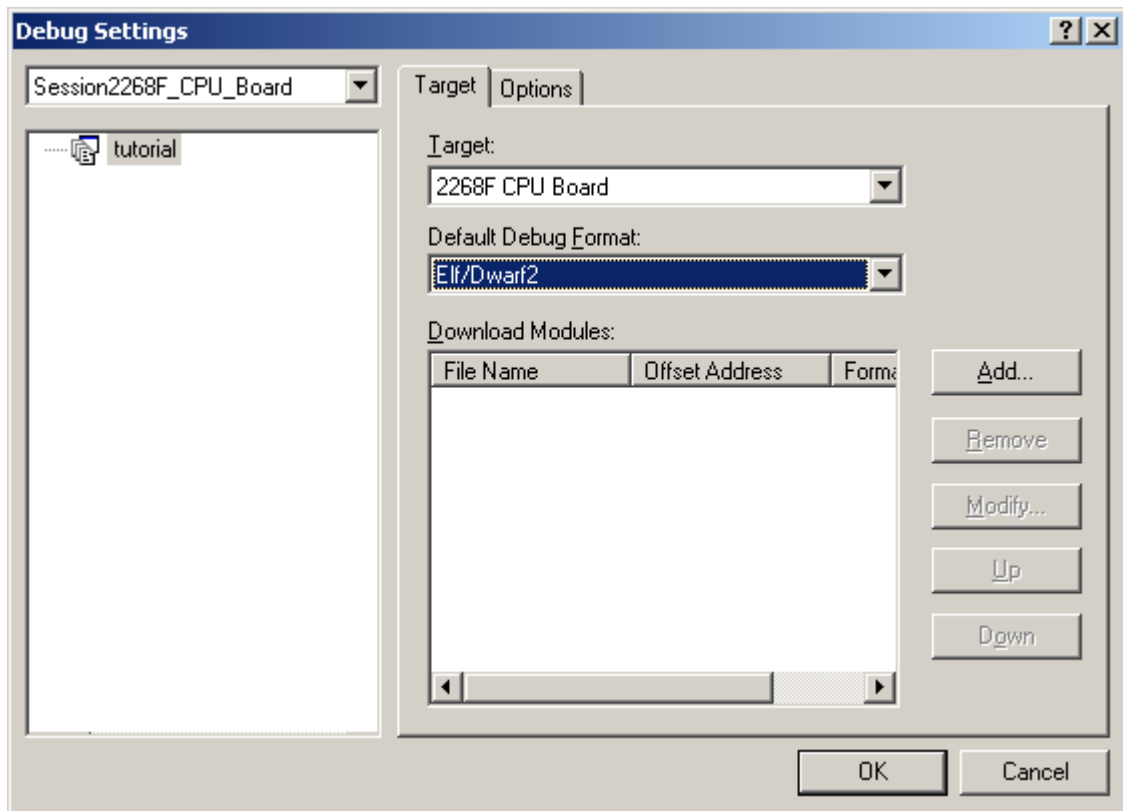 Debug Settings
Session2268F_CPU_Board
tutorial
Target Options
Target:
2268F CPU Board
Default Debug Format:
Elf/Dwarf2
Download Modules:
File Name Offset Address Forma
Add...
Remove
Modify...
Up
Down
OK Cancel